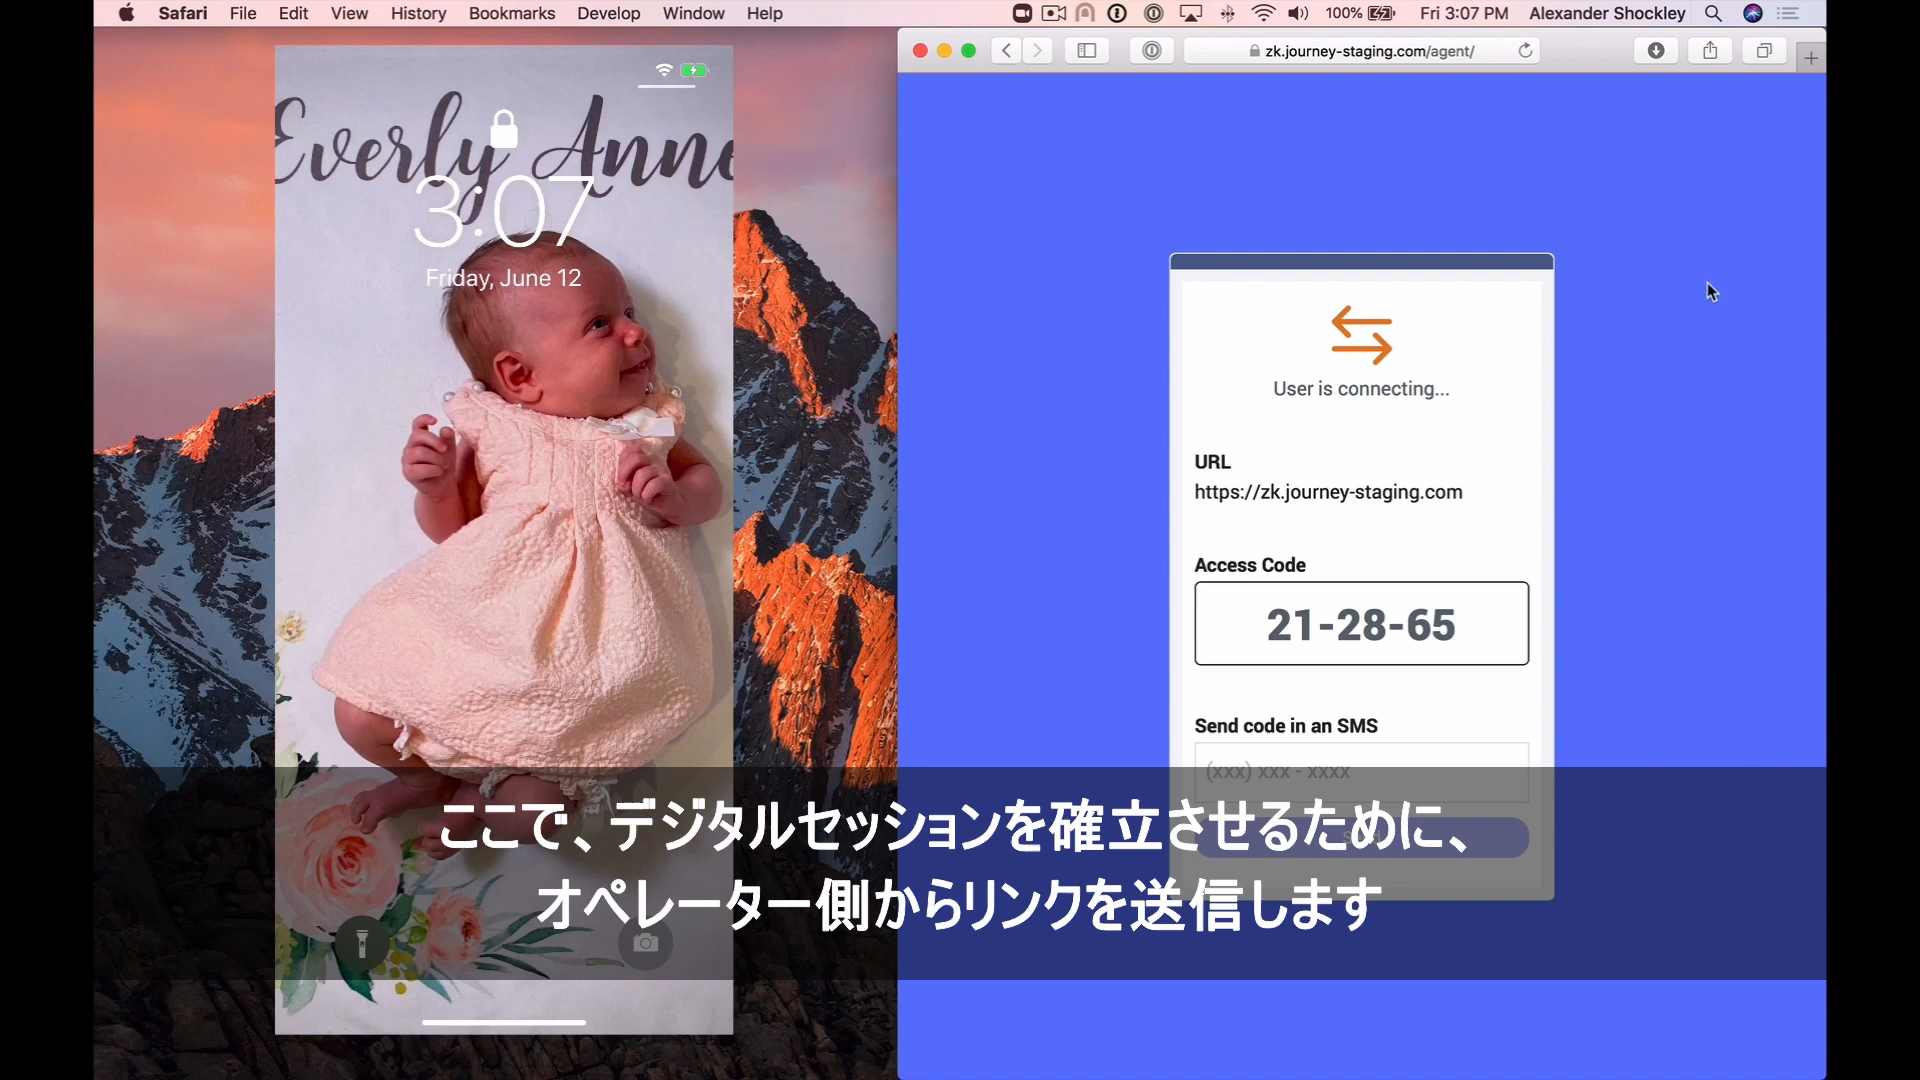 Safari File Edit View History Bookmarks Develop Window Help 100% Fri 3:07 PM Alexander Shockley
zk.journey-staging.com/agent/
Everly Anne
3:07
Friday, June 12
User is connecting...
URL
https://zk.journey-staging.com
Access Code
21-28-65
Send code in an SMS
(xxx) xxx - xxxx
ここで、デジタルセッションを確立させるために、
オペレーター側からリンクを送信します